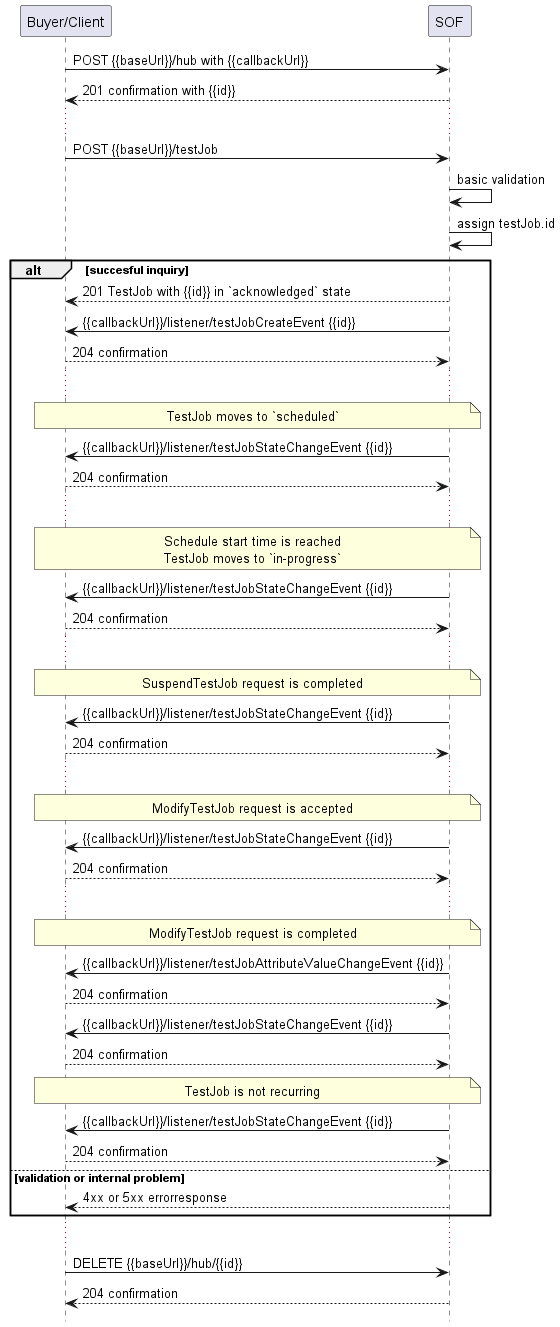 Buyer/Client
SOF
POST {{baseUrl}}/hub with {{callbackUrl}}
201 confirmation with {{id}}
POST {{baseUrl}}/testJob
basic validation
assign testJob.id
alt
[succesful inquiry]
201 TestJob with {{id}} in `acknowledged` state
{{callbackUrl}}/listener/testJobCreateEvent {{id}}
204 confirmation
TestJob moves to `scheduled`
{{callbackUrl}}/listener/testJobStateChangeEvent {{id}}
204 confirmation
Schedule start time is reached
TestJob moves to `in-progress`
{{callbackUrl}}/listener/testJobStateChangeEvent {{id}}
204 confirmation
SuspendTestJob request is completed
{{callbackUrl}}/listener/testJobStateChangeEvent {{id}}
204 confirmation
ModifyTestJob request is accepted
{{callbackUrl}}/listener/testJobStateChangeEvent {{id}}
204 confirmation
ModifyTestJob request is completed
{{callbackUrl}}/listener/testJobAttributeValueChangeEvent {{id}}
204 confirmation
{{callbackUrl}}/listener/testJobStateChangeEvent {{id}}
204 confirmation
TestJob is not recurring
{{callbackUrl}}/listener/testJobStateChangeEvent {{id}}
204 confirmation
[validation or internal problem]
4xx or 5xx errorresponse
DELETE {{baseUrl}}/hub/{{id}}
204 confirmation